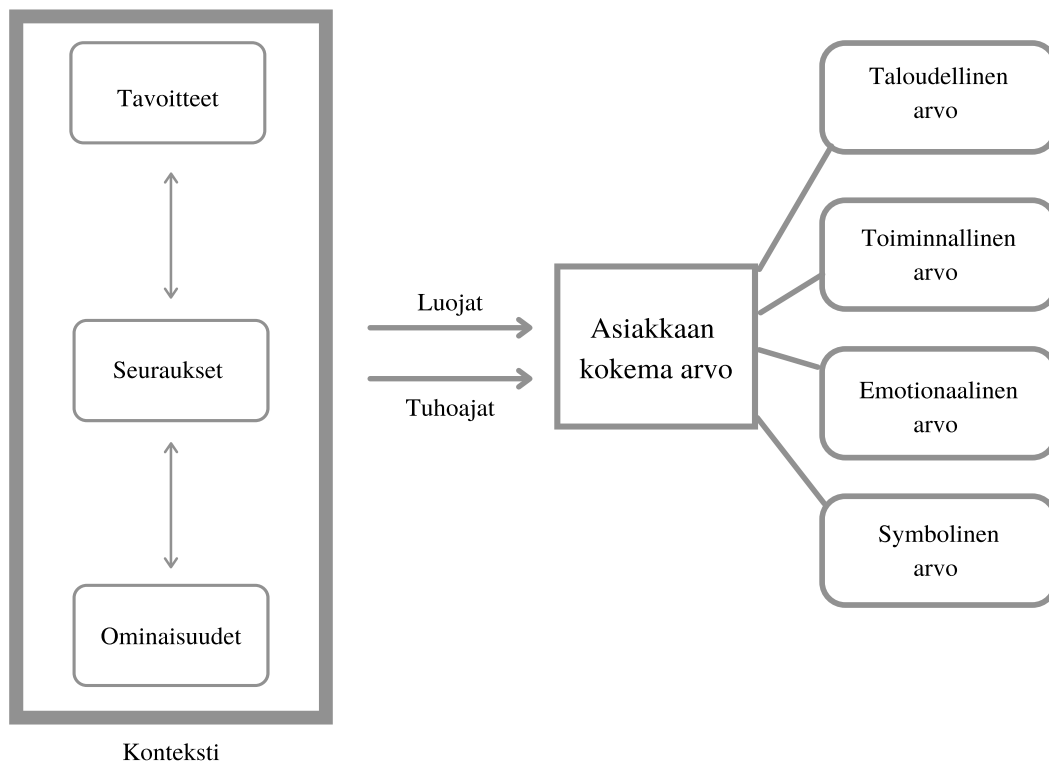 Tavoitteet
Seuraukset
Ominaisuudet
Konteksti
Luojat
Tuhoajat
Asiakkaan
kokema arvo
Taloudellinen
arvo
Toiminnallinen
arvo
Emotionaalinen
arvo
Symbolinen
arvo